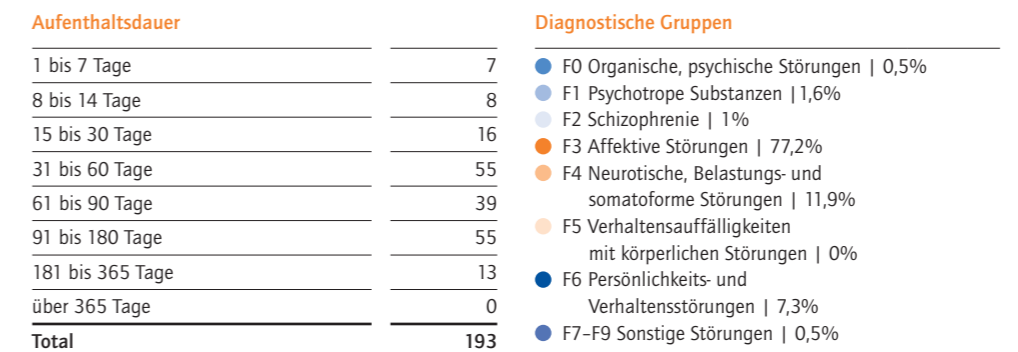 Aufenthaltsdauer
1 bis 7 Tage 7
8 bis 14 Tage 8
15 bis 30 Tage 16
31 bis 60 Tage 55
61 bis 90 Tage 39
91 bis 180 Tage 55
181 bis 365 Tage 13
über 365 Tage 0
Total 193
Diagnostische Gruppen
F0 Organische, psychische Störungen | 0,5%
F1 Psychotrope Substanzen |1,6%
F2 Schizophrenie | 1%
F3 Affektive Störungen | 77,2%
F4 Neurotische, Belastungs- und
somatoforme Störungen | 11,9%
F5 Verhaltensauffälligkeiten
mit körperlichen Störungen | 0%
F6 Persönlichkeits- und
Verhaltensstörungen | 7,3%
F7–F9 Sonstige Störungen | 0,5%